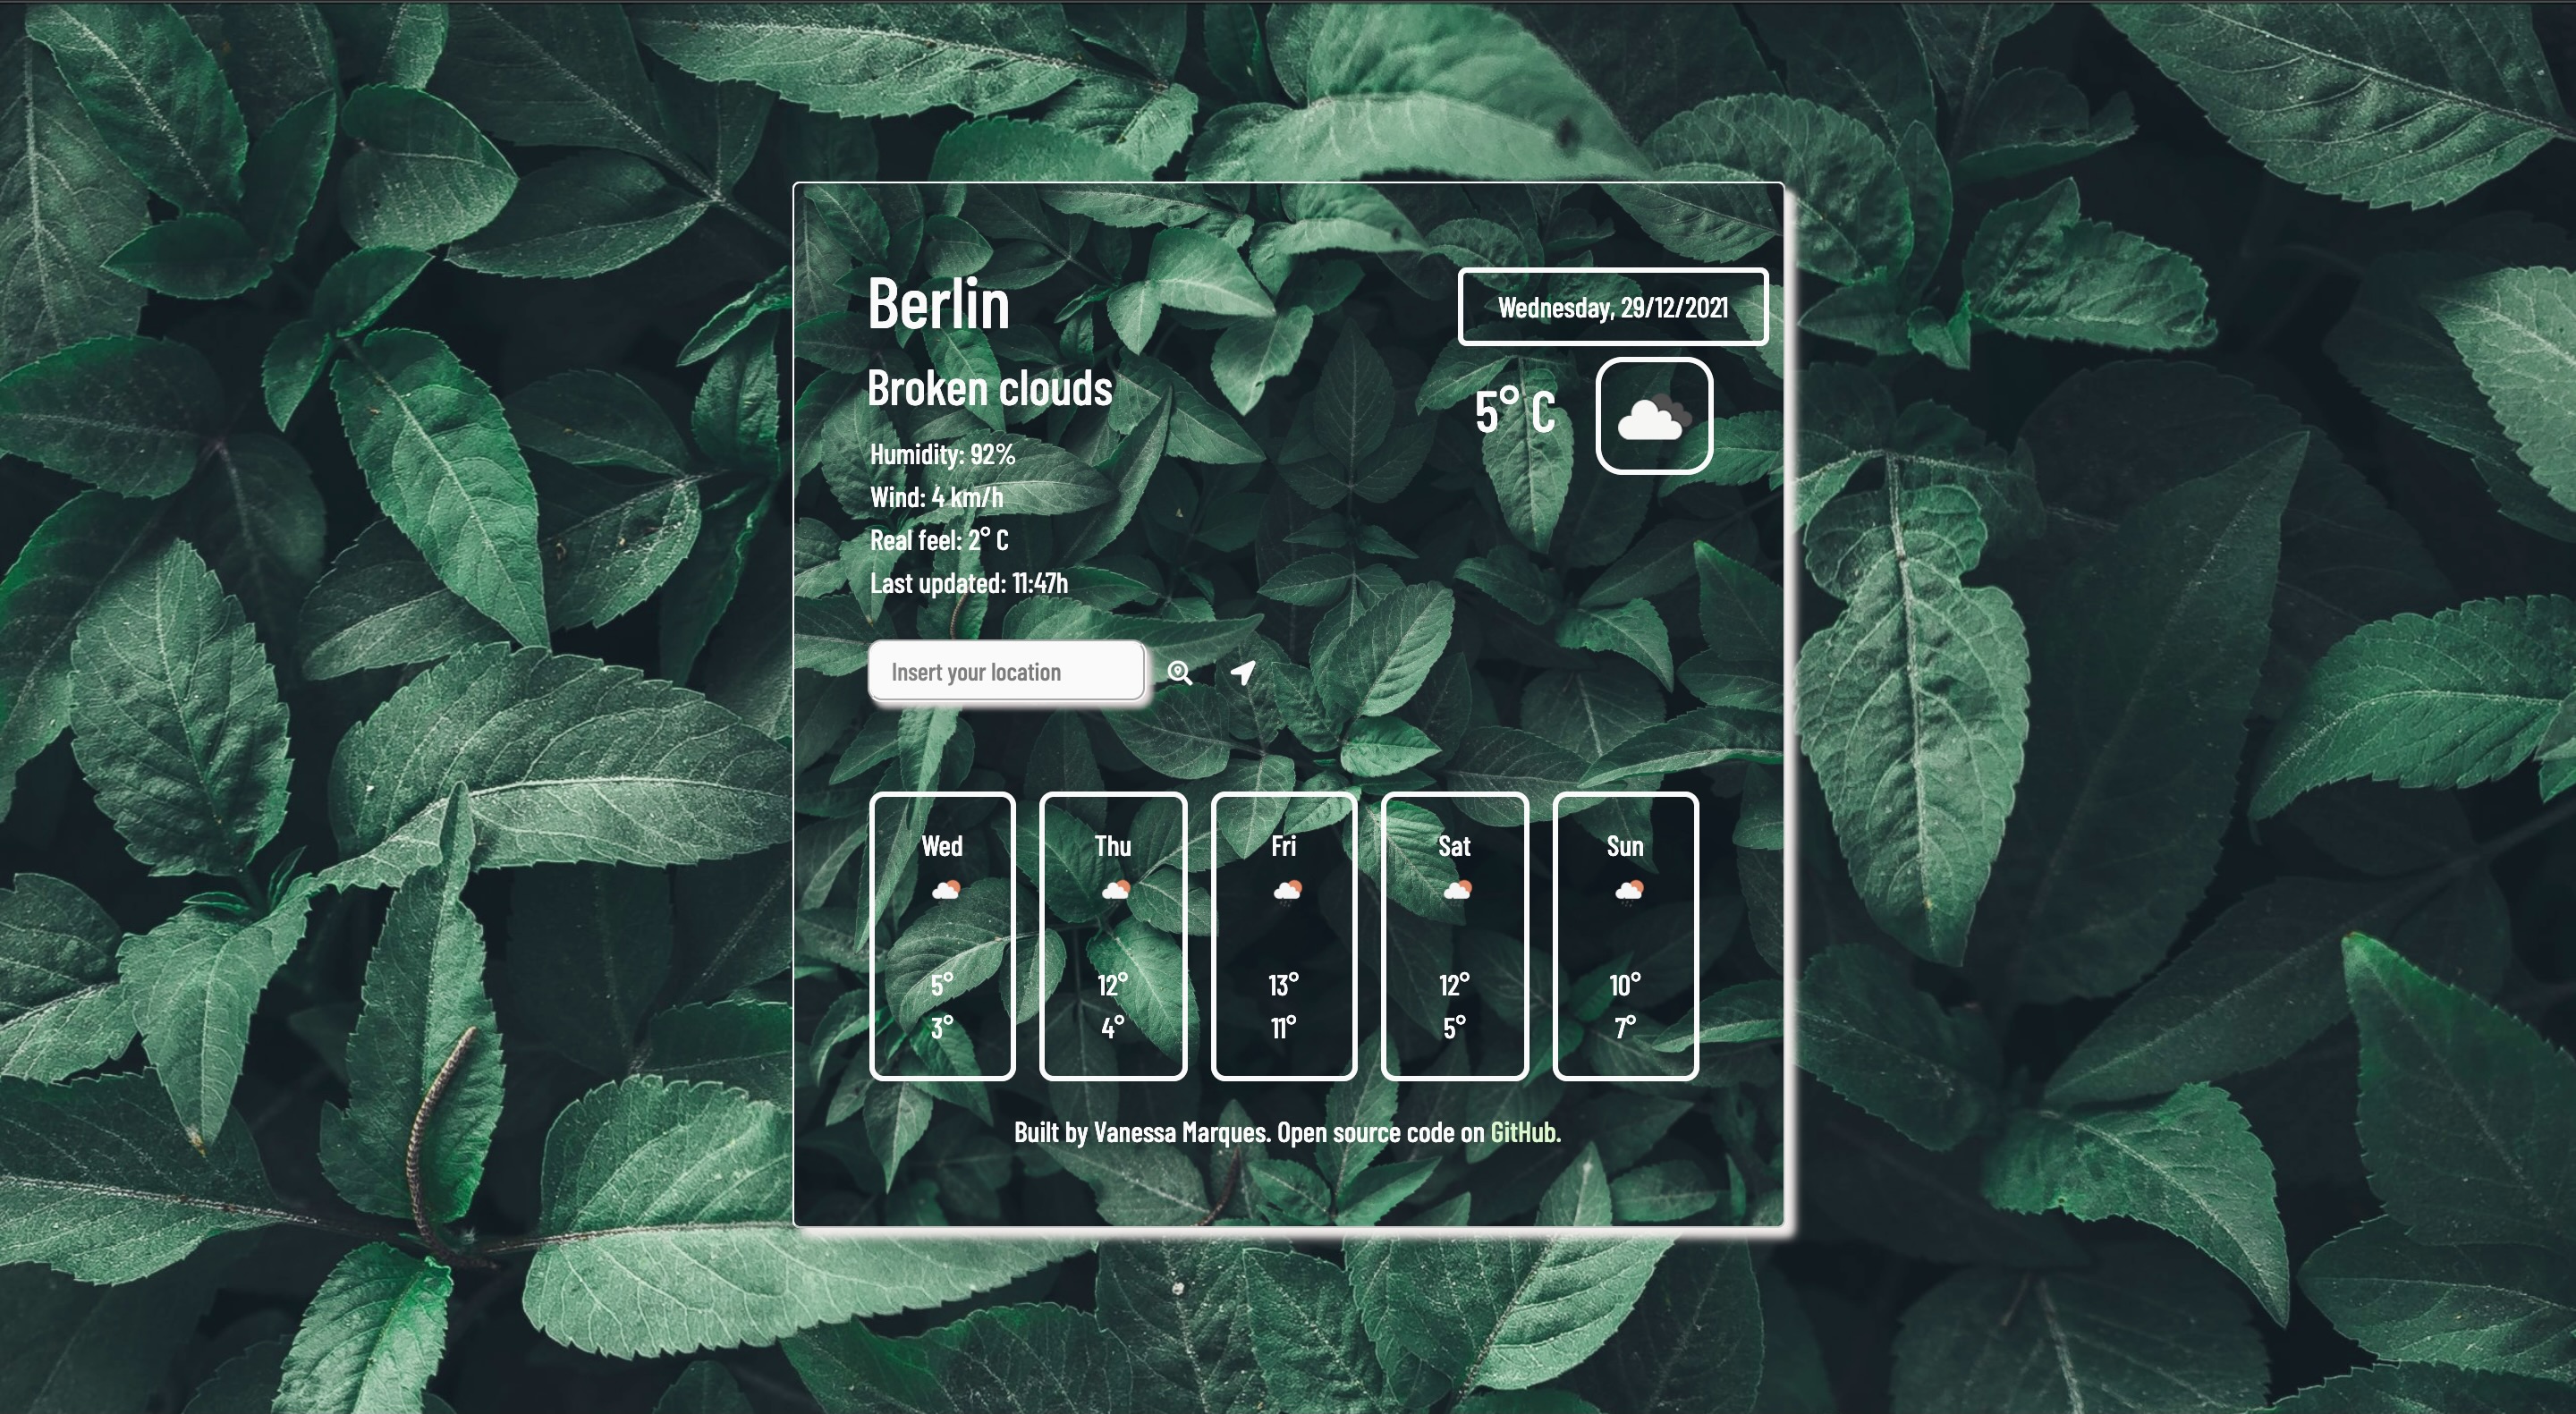 Berlin
Wednesday, 29/12/2021
Broken clouds
5° C
Humidity: 92%
Wind: 4 km/h
Real feel: 2° C
Last updated: 11:47h
Insert your location
Wed
5°
3°
Thu
12°
4°
Fri
13°
11°
Sat
12°
5°
Sun
10°
7°
Built by Vanessa Marques. Open source code on GitHub.